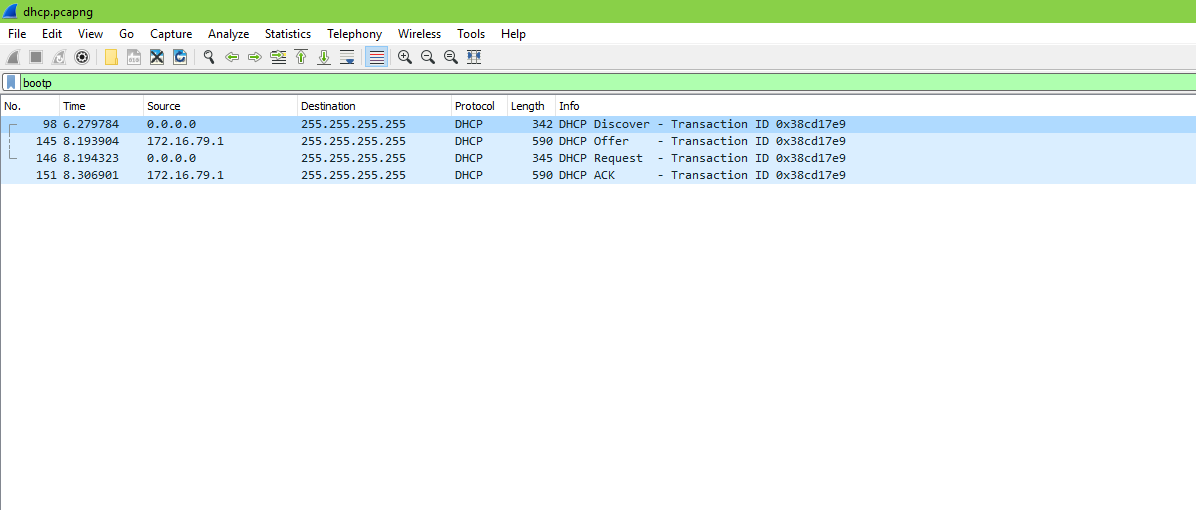 dhcp.pcapng
File Edit View Go Capture Analyze Statistics Telephony Wireless Tools Help
bootp
No. Time Source Destination Protocol Length Info
98 6.279784 0.0.0.0 255.255.255.255 DHCP 342 DHCP Discover - Transaction ID 0x38cd17e9
145 8.193904 172.16.79.1 255.255.255.255 DHCP 590 DHCP Offer - Transaction ID 0x38cd17e9
146 8.194323 0.0.0.0 255.255.255.255 DHCP 345 DHCP Request - Transaction ID 0x38cd17e9
151 8.306901 172.16.79.1 255.255.255.255 DHCP 590 DHCP ACK - Transaction ID 0x38cd17e9